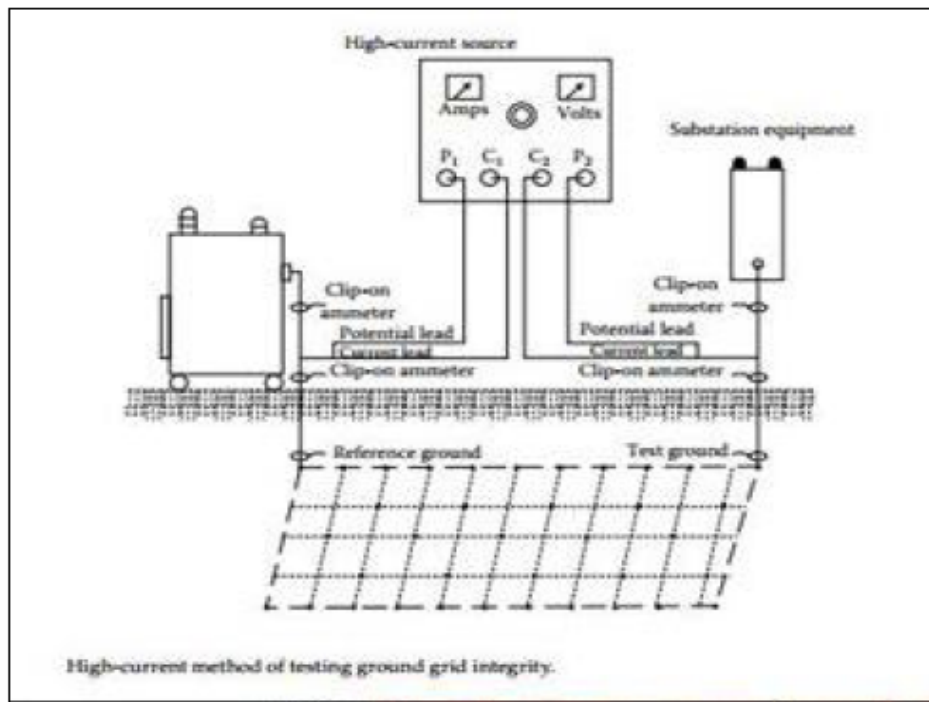 High-current source
Amps
Volts
P₁ C₁ C₂ P₂
Substation equipment
Clip-on
ammeter
Clip-on
ammeter
Potential lead
Potential lead
Current lead
Current lead
Clip-on ammeter
Clip-on ammeter
Reference ground
Test ground
High-current method of testing ground grid integrity.